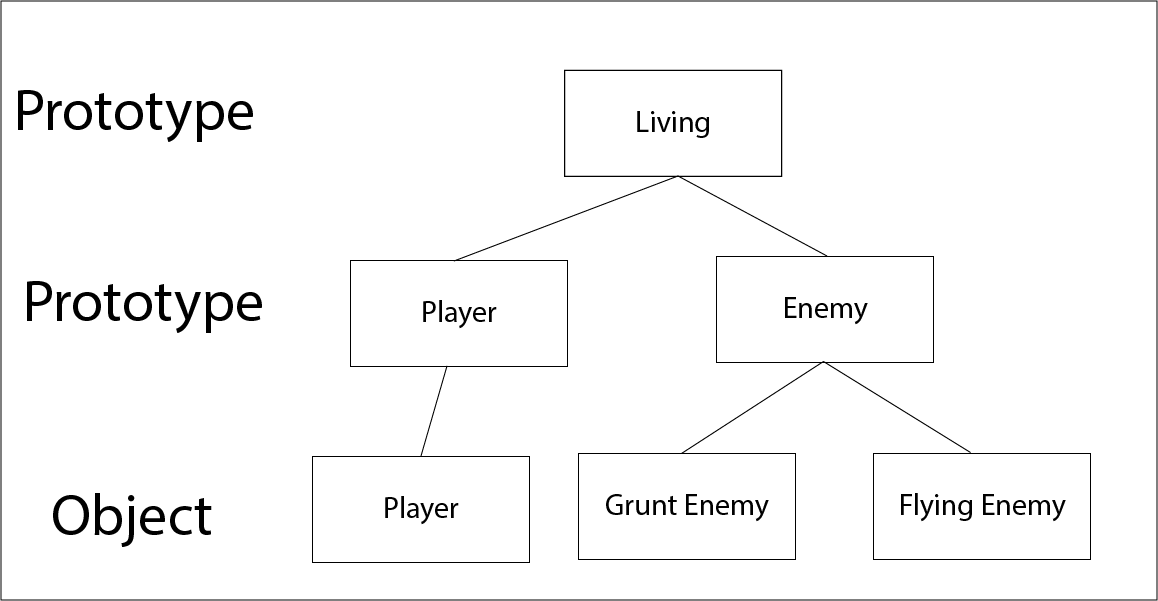 Prototype
Living
Prototype
Player
Enemy
Object
Player
Grunt Enemy
Flying Enemy